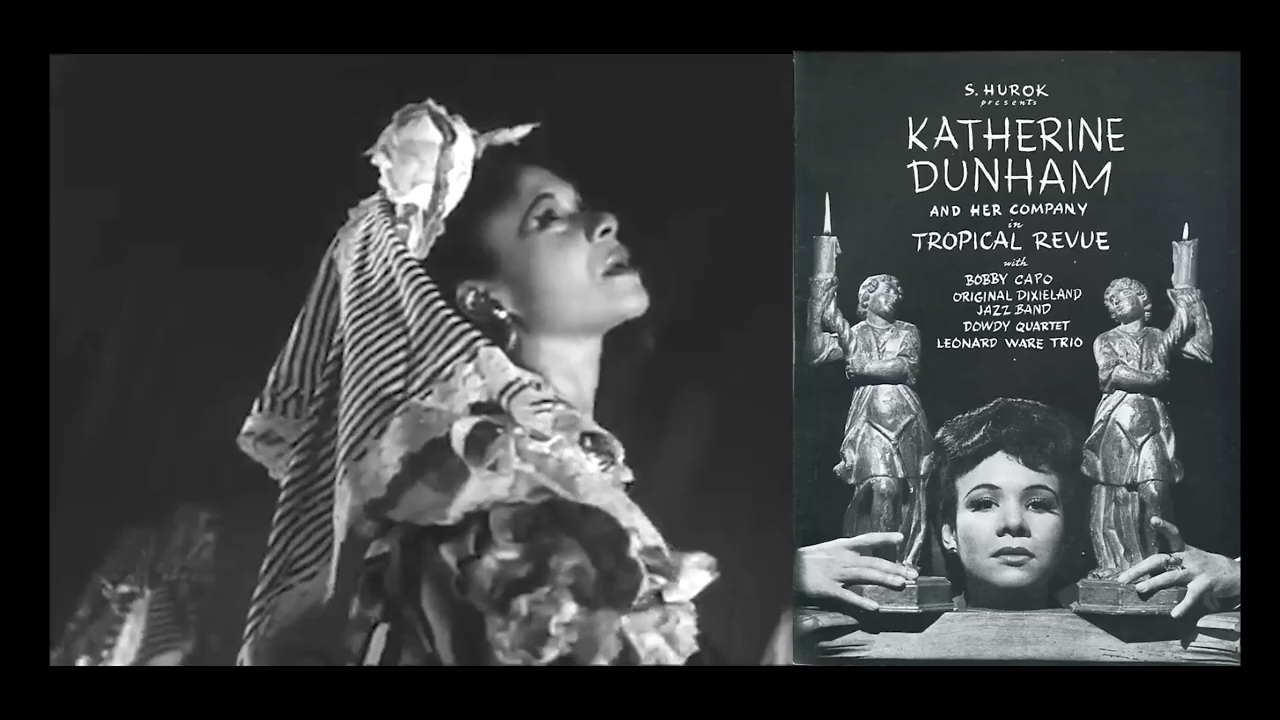 S. HUROK
presents
KATHERINE
DUNHAM
AND HER COMPANY
in
TROPICAL REVUE
with
BOBBY CAPO
ORIGINAL DIXIELAND
JAZZ BAND
DOWDY QUARTET
LEONARD WARE TRIO